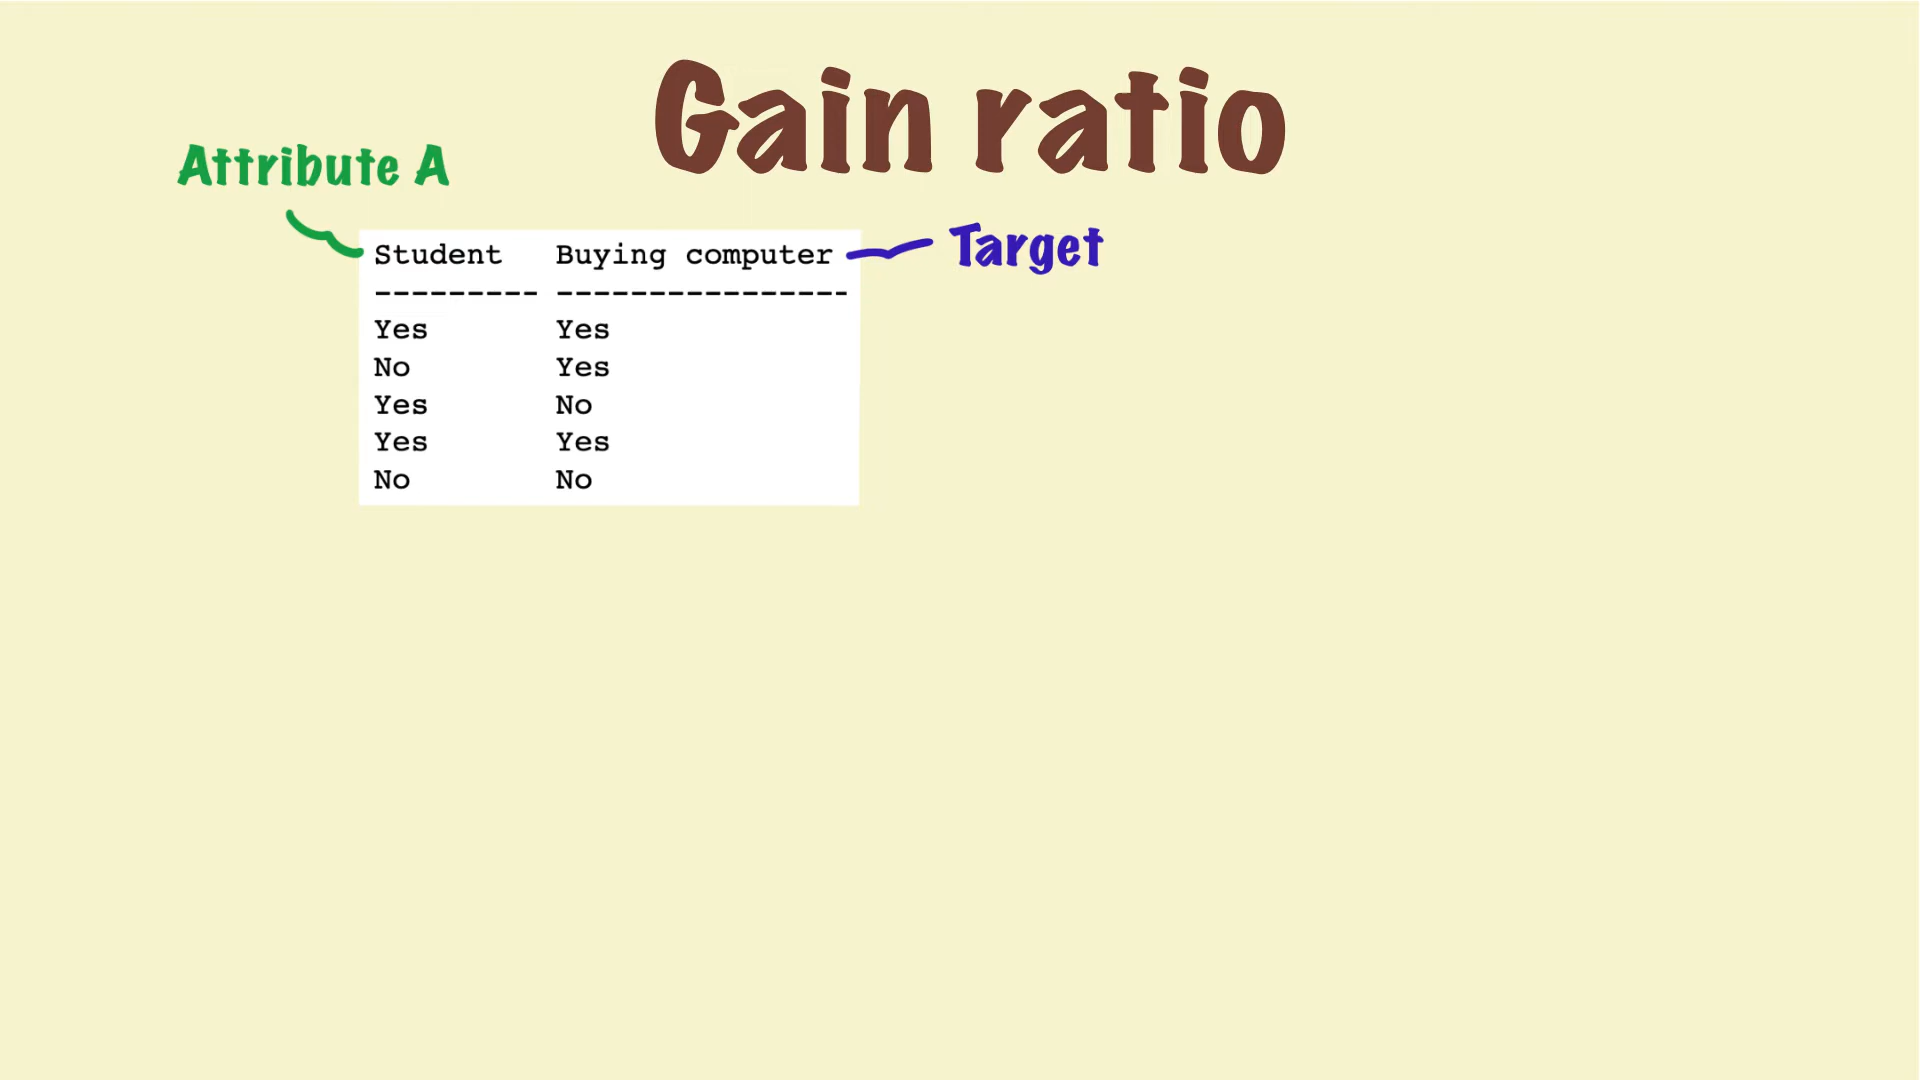 Gain ratio
Attribute A
Target
Student Buying computer
--------- ----------------
Yes Yes
No Yes
Yes No
Yes Yes
No No